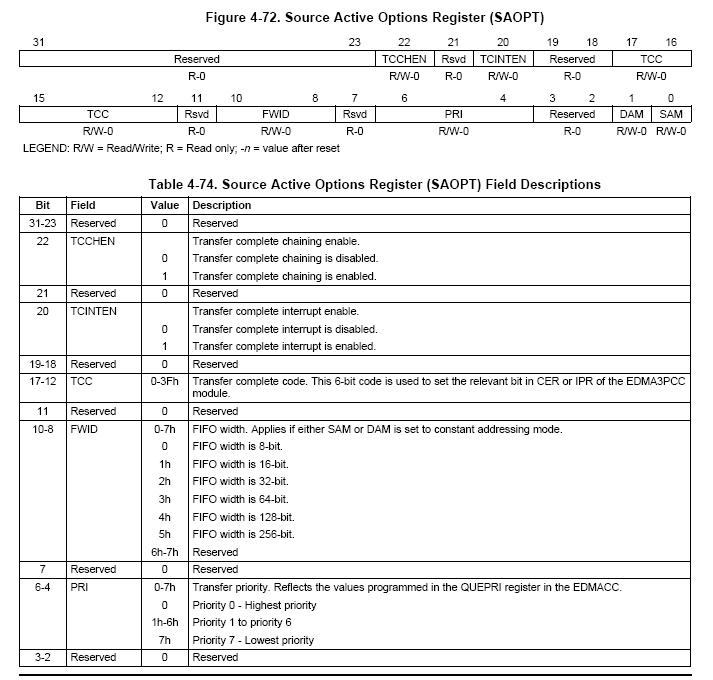 Figure 4-72. Source Active Options Register (SAOPT)
31 23 22 21 20 19 18 17 16
Reserved TCCHEN Rsvd TCINTEN Reserved TCC
R-0 R/W-0 R-0 R/W-0 R-0 R/W-0
15 12 11 10 8 7 6 4 3 2 1 0
TCC Rsvd FWID Rsvd PRI Reserved DAM SAM
R/W-0 R-0 R/W-0 R-0 R/W-0 R-0 R/W-0 R/W-0
LEGEND: R/W = Read/Write; R = Read only; -n = value after reset
Table 4-74. Source Active Options Register (SAOPT) Field Descriptions
Bit Field Value Description
31-23 Reserved 0 Reserved
22 TCCHEN Transfer complete chaining enable.
0 Transfer complete chaining is disabled.
1 Transfer complete chaining is enabled.
21 Reserved 0 Reserved
20 TCINTEN Transfer complete interrupt enable.
0 Transfer complete interrupt is disabled.
1 Transfer complete interrupt is enabled.
19-18 Reserved 0 Reserved
17-12 TCC 0-3Fh Transfer complete code. This 6-bit code is used to set the relevant bit in CER or IPR of the EDMA3PCC
module.
11 Reserved 0 Reserved
10-8 FWID 0-7h FIFO width. Applies if either SAM or DAM is set to constant addressing mode.
0 FIFO width is 8-bit.
1h FIFO width is 16-bit.
2h FIFO width is 32-bit.
3h FIFO width is 64-bit.
4h FIFO width is 128-bit.
5h FIFO width is 256-bit.
6h-7h Reserved
7 Reserved 0 Reserved
6-4 PRI 0-7h Transfer priority. Reflects the values programmed in the QUEPRI register in the EDMACC.
0 Priority 0 - Highest priority
1h-6h Priority 1 to priority 6
7h Priority 7 - Lowest priority
3-2 Reserved 0 Reserved